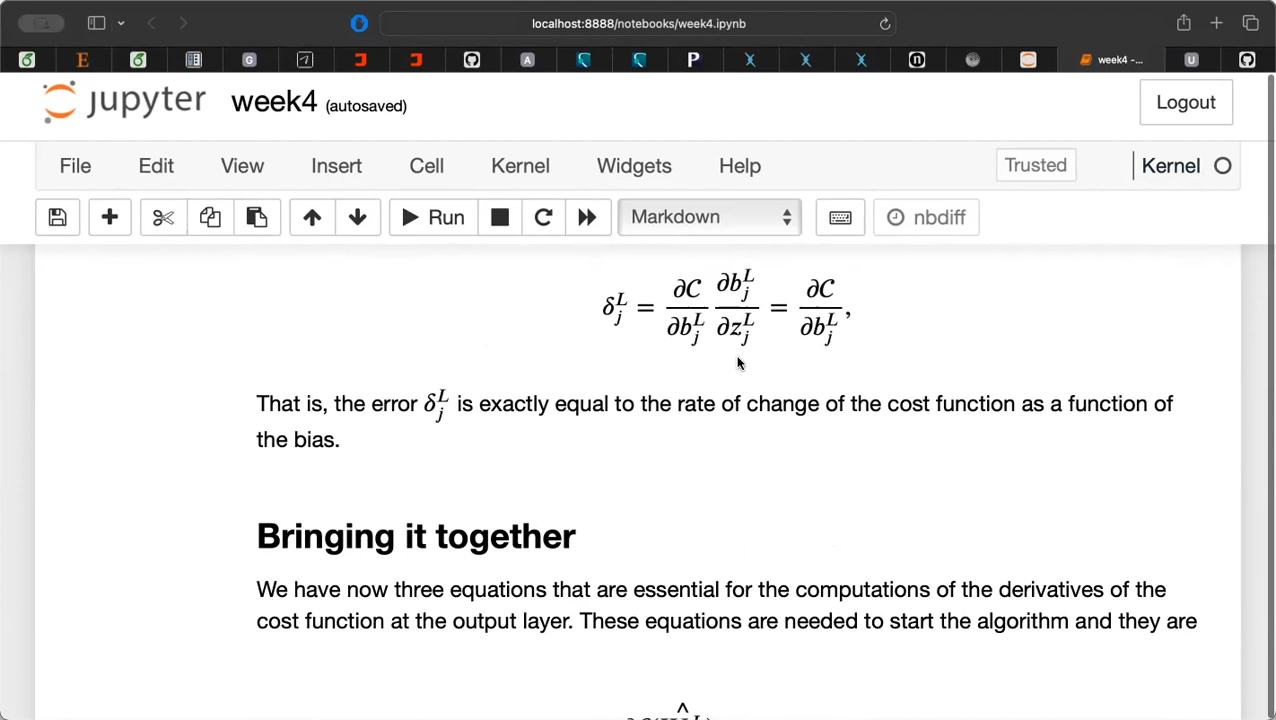 localhost:8888/notebooks/week4.ipynb
week4 -...
jupyter week4 (autosaved)
Logout
File Edit View Insert Cell Kernel Widgets Help
Trusted
Kernel
Run
Markdown
nbdiff
δ_j^L = ∂C/∂b_j^L ∂b_j^L/∂z_j^L = ∂C/∂b_j^L,
That is, the error δ_j^L is exactly equal to the rate of change of the cost function as a function of
the bias.
Bringing it together
We have now three equations that are essential for the computations of the derivatives of the
cost function at the output layer. These equations are needed to start the algorithm and they are